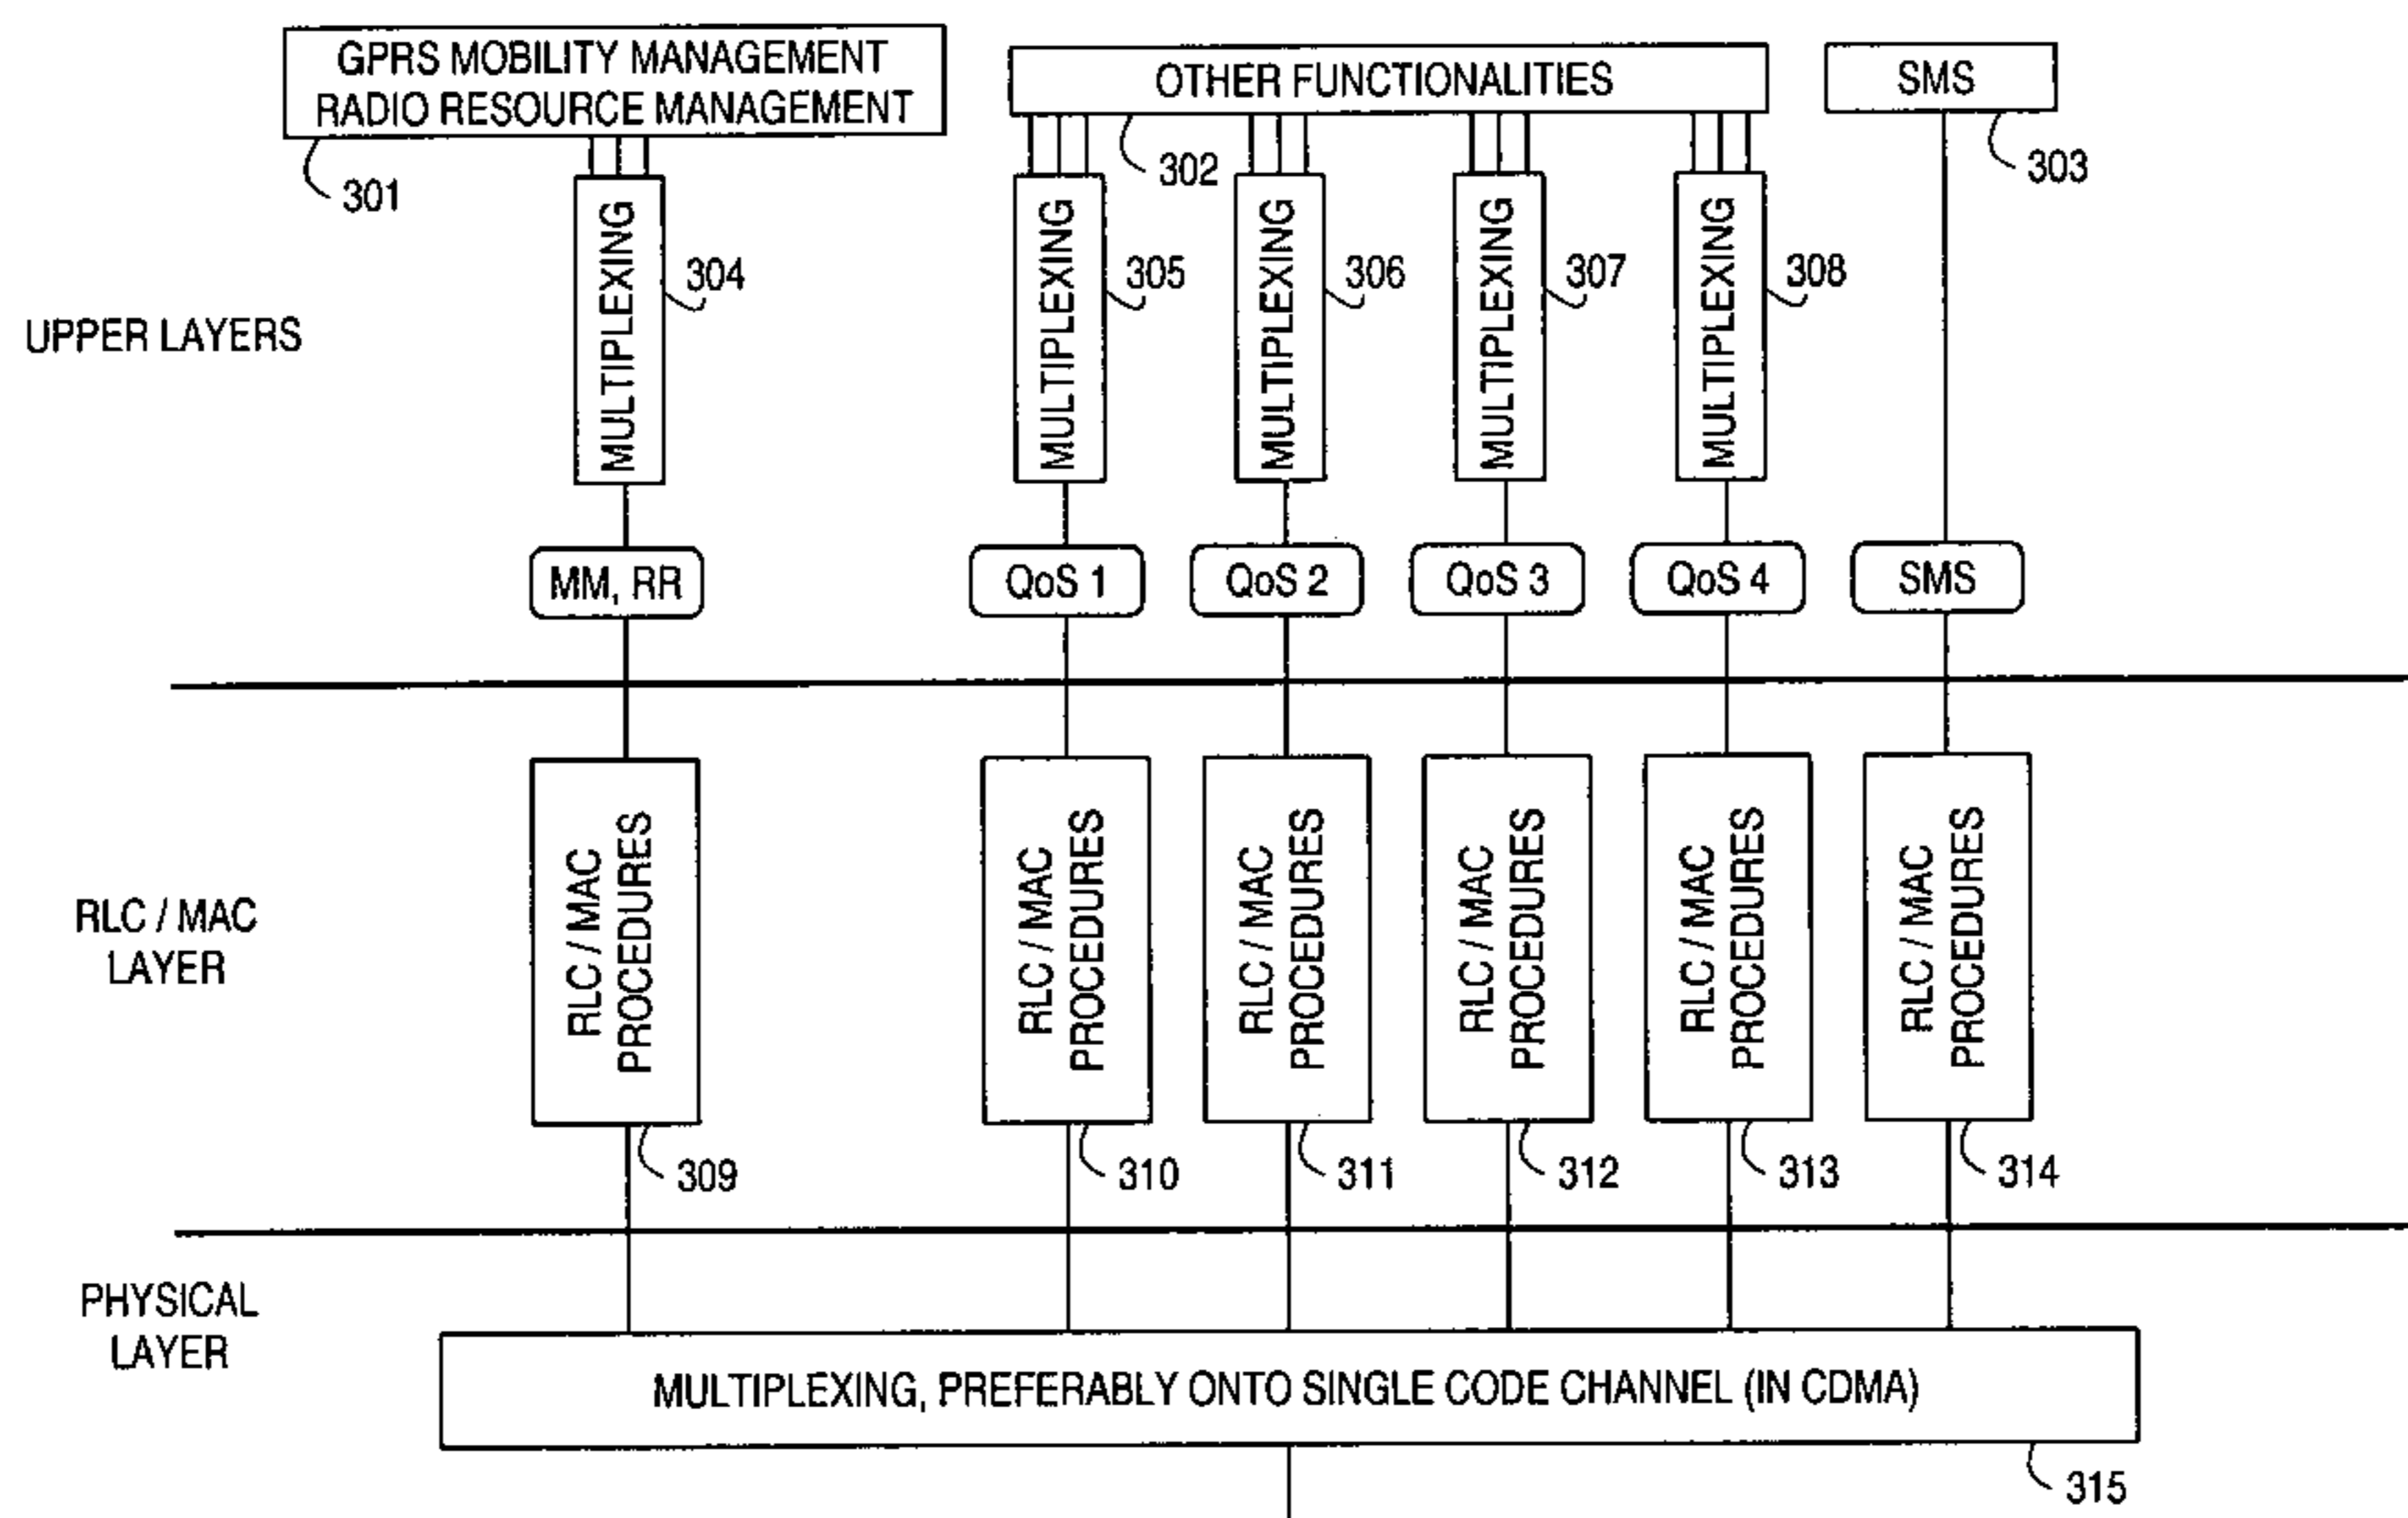 GPRS MOBILITY MANAGEMENT
RADIO RESOURCE MANAGEMENT
OTHER FUNCTIONALITIES
SMS
301
302
303
MULTIPLEXING
304
MULTIPLEXING
305
MULTIPLEXING
306
MULTIPLEXING
307
MULTIPLEXING
308
UPPER LAYERS
MM, RR
QoS 1
QoS 2
QoS 3
QoS 4
SMS
RLC / MAC
LAYER
RLC / MAC
PROCEDURES
RLC / MAC
PROCEDURES
RLC / MAC
PROCEDURES
RLC / MAC
PROCEDURES
RLC / MAC
PROCEDURES
RLC / MAC
PROCEDURES
309
310
311
312
313
314
PHYSICAL
LAYER
MULTIPLEXING, PREFERABLY ONTO SINGLE CODE CHANNEL (IN CDMA)
315